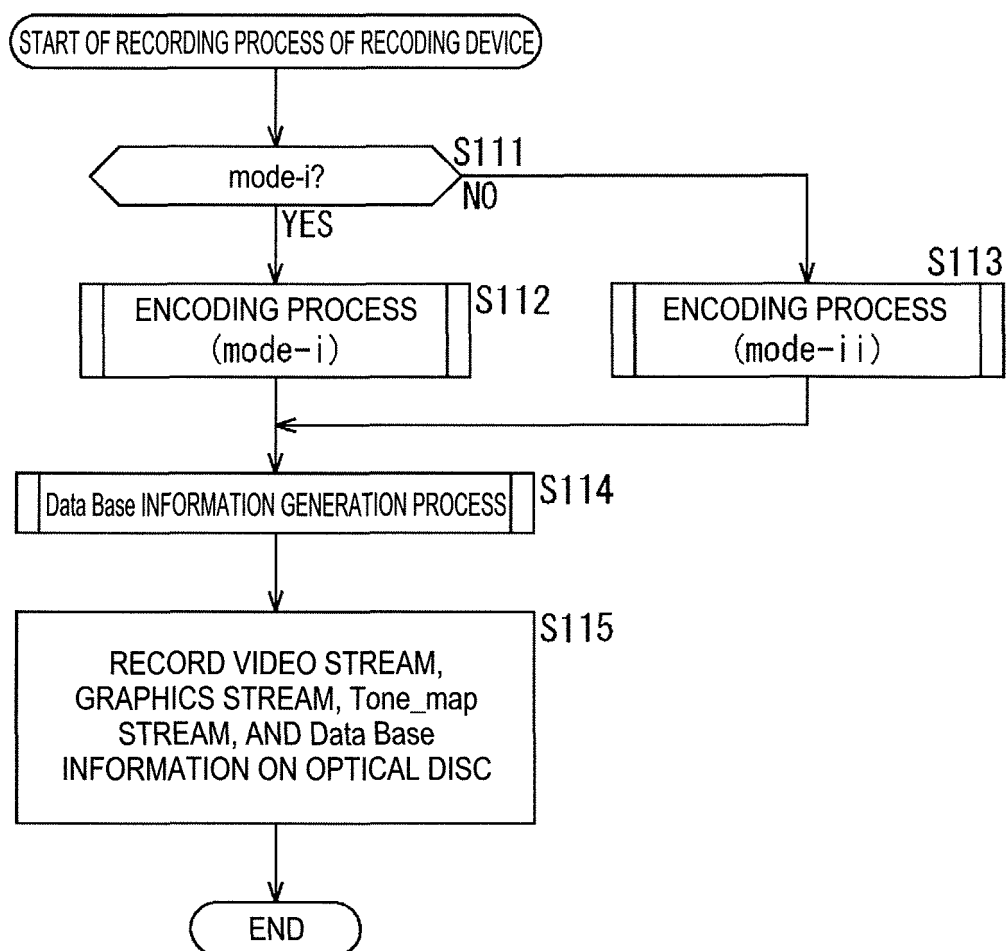 START OF RECORDING PROCESS OF RECODING DEVICE
mode-i?
S111
NO
YES
ENCODING PROCESS
(mode-i)
S112
ENCODING PROCESS
(mode-ii)
S113
Data Base INFORMATION GENERATION PROCESS
S114
RECORD VIDEO STREAM,
GRAPHICS STREAM, Tone_map
STREAM, AND Data Base
INFORMATION ON OPTICAL DISC
S115
END